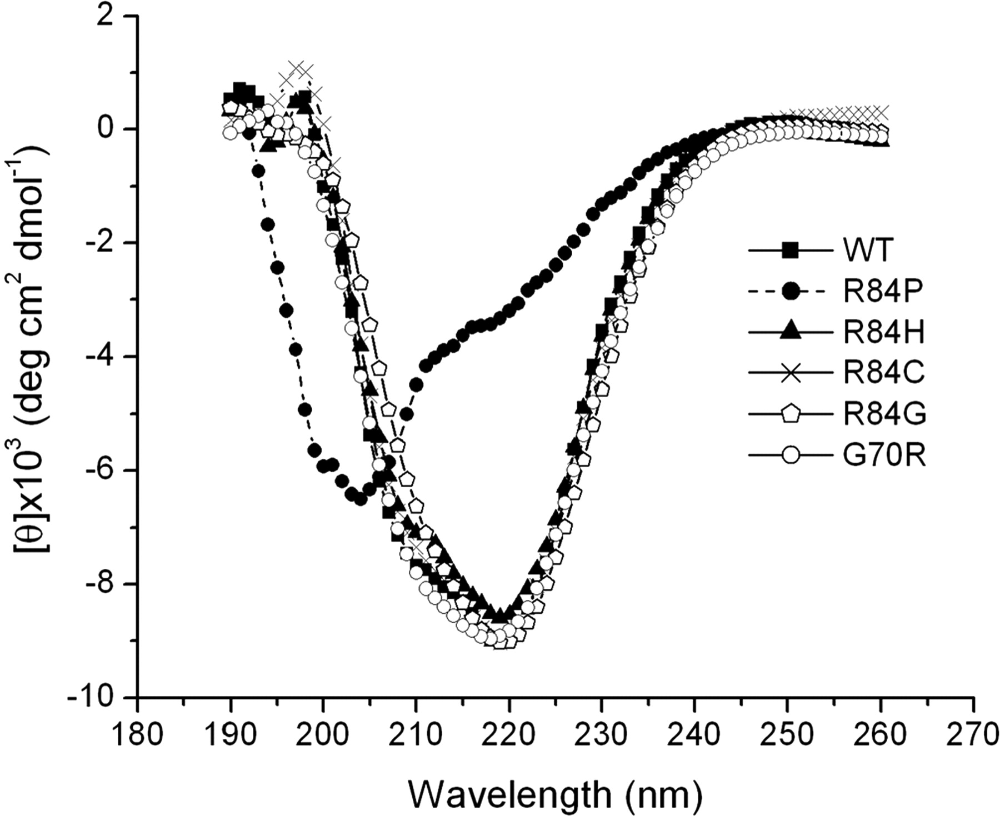 2
0
-2
-4
-6
-8
-10
[θ]x10³ (deg cm² dmol⁻¹)
WT
R84P
R84H
R84C
R84G
G70R
180 190 200 210 220 230 240 250 260 270
Wavelength (nm)